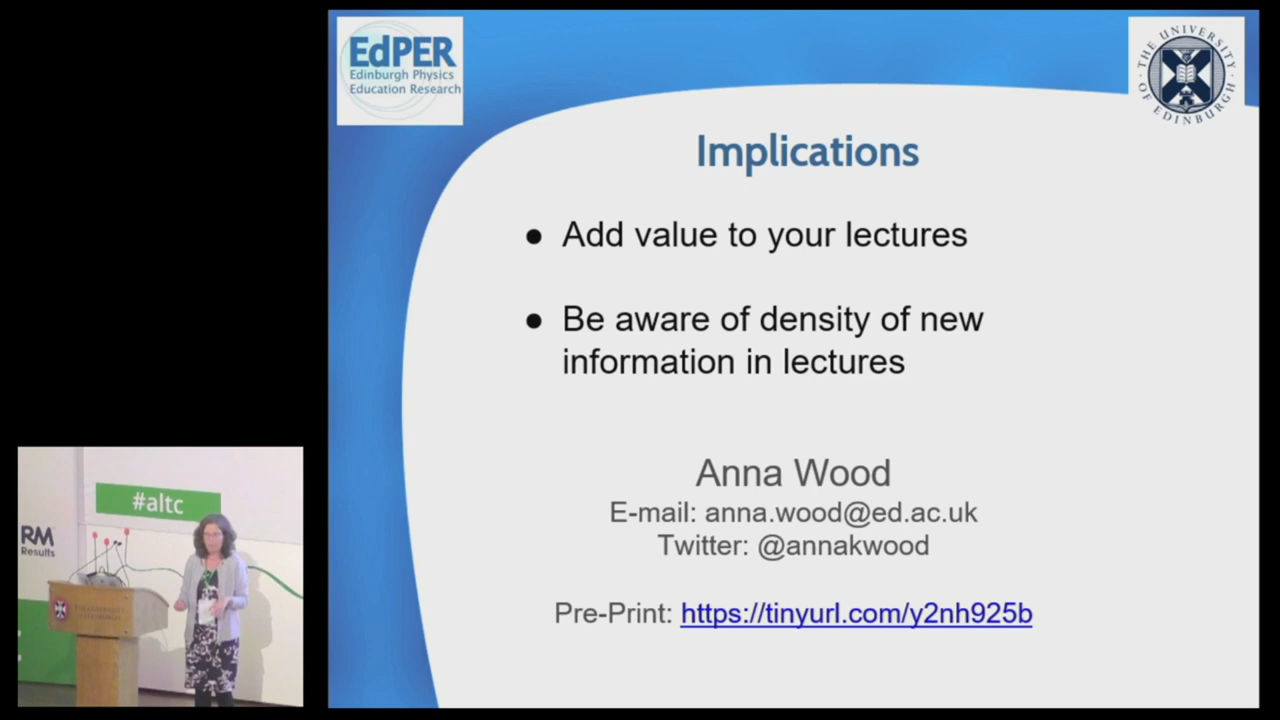 EdPER
Edinburgh Physics
Education Research
THE UNIVERSITY
OF EDINBURGH
Implications
● Add value to your lectures
● Be aware of density of new
information in lectures
Anna Wood
E-mail: anna.wood@ed.ac.uk
Twitter: @annakwood
Pre-Print: https://tinyurl.com/y2nh925b
#altc
RM
Results